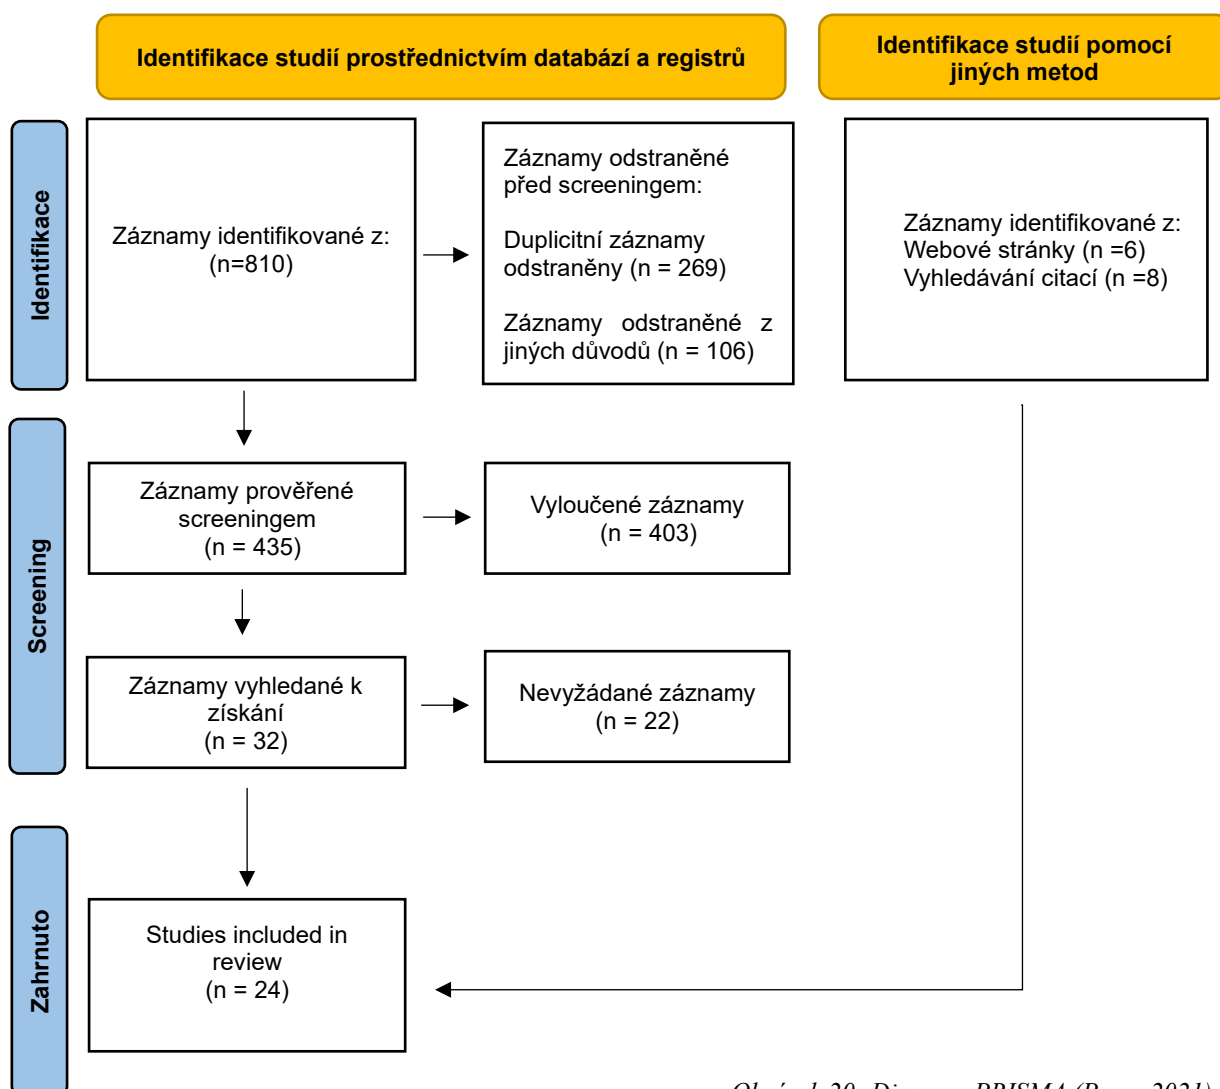 Identifikace studií prostřednictvím databází a registrů
Identifikace studií pomocí
jiných metod
Identifikace
Záznamy identifikované z:
(n=810)
Záznamy odstraněné
před screeningem:
Duplicitní záznamy
odstraněny (n = 269)
Záznamy odstraněné z
jiných důvodů (n = 106)
Záznamy identifikované z:
Webové stránky (n =6)
Vyhledávání citací (n =8)
Screening
Záznamy prověřené
screeningem
(n = 435)
Vyloučené záznamy
(n = 403)
Záznamy vyhledané k
získání
(n = 32)
Nevyžádané záznamy
(n = 22)
Zahrnuto
Studies included in
review
(n = 24)
PRISMA
2021)